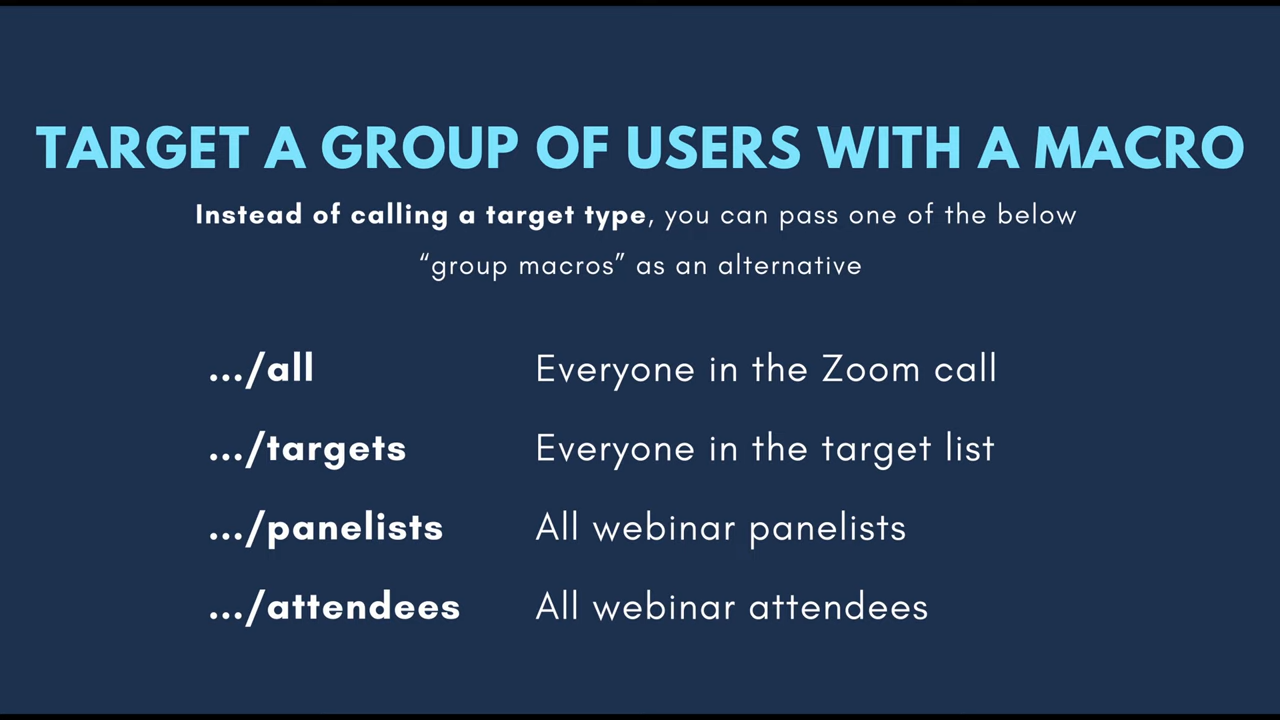 TARGET A GROUP OF USERS WITH A MACRO
Instead of calling a target type, you can pass one of the below
“group macros” as an alternative
.../all Everyone in the Zoom call
.../targets Everyone in the target list
.../panelists All webinar panelists
.../attendees All webinar attendees